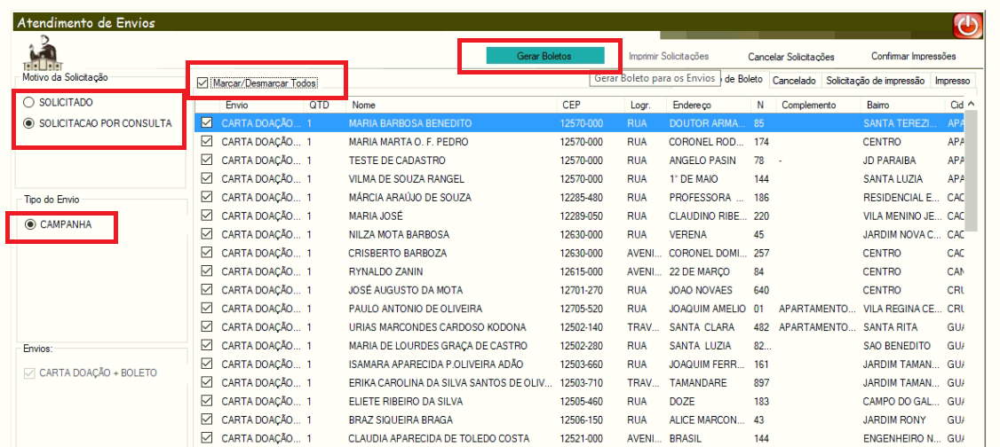 Atendimento de Envios
Gerar Boletos Imprimir Solicitações Cancelar Solicitações Confirmar Impressões
Motivo da Solicitação
Marcar/Desmarcar Todos Gerar Boleto para os Envios de Boleto Cancelado Solicitação de impressão Impresso
SOLICITADO
SOLICITACAO POR CONSULTA
Tipo do Envio
CAMPANHA
Envios:
CARTA DOAÇÃO + BOLETO
Envio QTD Nome CEP Logr. Endereço N Complemento Bairro Cid
CARTA DOAÇÃO... 1 MARIA BARBOSA BENEDITO 12570-000 RUA DOUTOR ARMA... 85 SANTA TEREZI... APA
CARTA DOAÇÃO... 1 MARIA MARTA O. F. PEDRO 12570-000 RUA CORONEL ROD... 174 CENTRO APA
CARTA DOAÇÃO... 1 TESTE DE CADASTRO 12570-000 RUA ANGELO PASIN 78 - JD PARAIBA APA
CARTA DOAÇÃO... 1 VILMA DE SOUZA RANGEL 12570-000 RUA 1° DE MAIO 144 SANTA LUZIA APA
CARTA DOAÇÃO... 1 MÁRCIA ARAÚJO DE SOUZA 12285-480 RUA PROFESSORA ... 186 RESIDENCIAL E... CAC
CARTA DOAÇÃO... 1 MARIA JOSÉ 12289-050 RUA CLAUDINO RIBE... 220 VILA MENINO JE... CAC
CARTA DOAÇÃO... 1 NILZA MOTA BARBOSA 12630-000 RUA VERENA 45 JARDIM NOVA C... CAC
CARTA DOAÇÃO... 1 CRISBERTO BARBOZA 12630-000 AVENI... CORONEL DOMI... 257 CENTRO CAC
CARTA DOAÇÃO... 1 RYNALDO ZANIN 12615-000 AVENI... 22 DE MARÇO 84 CENTRO CAN
CARTA DOAÇÃO... 1 JOSÉ AUGUSTO DA MOTA 12701-270 RUA JOAO NOVAES 640 CENTRO CRU
CARTA DOAÇÃO... 1 PAULO ANTONIO DE OLIVEIRA 12705-520 RUA JOAQUIM AMELIO 01 APARTAMENTO... VILA REGINA CE... CRU
CARTA DOAÇÃO... 1 URIAS MARCONDES CARDOSO KODONA 12502-140 TRAV... SANTA CLARA 482 APARTAMENTO... SANTA RITA GUA
CARTA DOAÇÃO... 1 MARIA DE LOURDES GRAÇA DE CASTRO 12502-280 RUA SANTA LUZIA 82... SAO BENEDITO GUA
CARTA DOAÇÃO... 1 ISAMARA APARECIDA P.OLIVEIRA ADÃO 12503-660 RUA JOAQUIM FERR... 161 JARDIM TAMAN... GUA
CARTA DOAÇÃO... 1 ERIKA CAROLINA DA SILVA SANTOS DE OLIV... 12503-710 TRAV... TAMANDARE 897 JARDIM TAMAN... GUA
CARTA DOAÇÃO... 1 ELIETE RIBEIRO DA SILVA 12505-460 RUA DOZE 183 CAMPO DO GAL... GUA
CARTA DOAÇÃO... 1 BRAZ SIQUEIRA BRAGA 12506-150 RUA ALICE MARCON... 43 JARDIM RONY GUA
CARTA DOAÇÃO... 1 CLAUDIA APARECIDA DE TOLEDO COSTA 12521-000 AVENI... BRASIL 144 ENGENHEIRO N... GUA